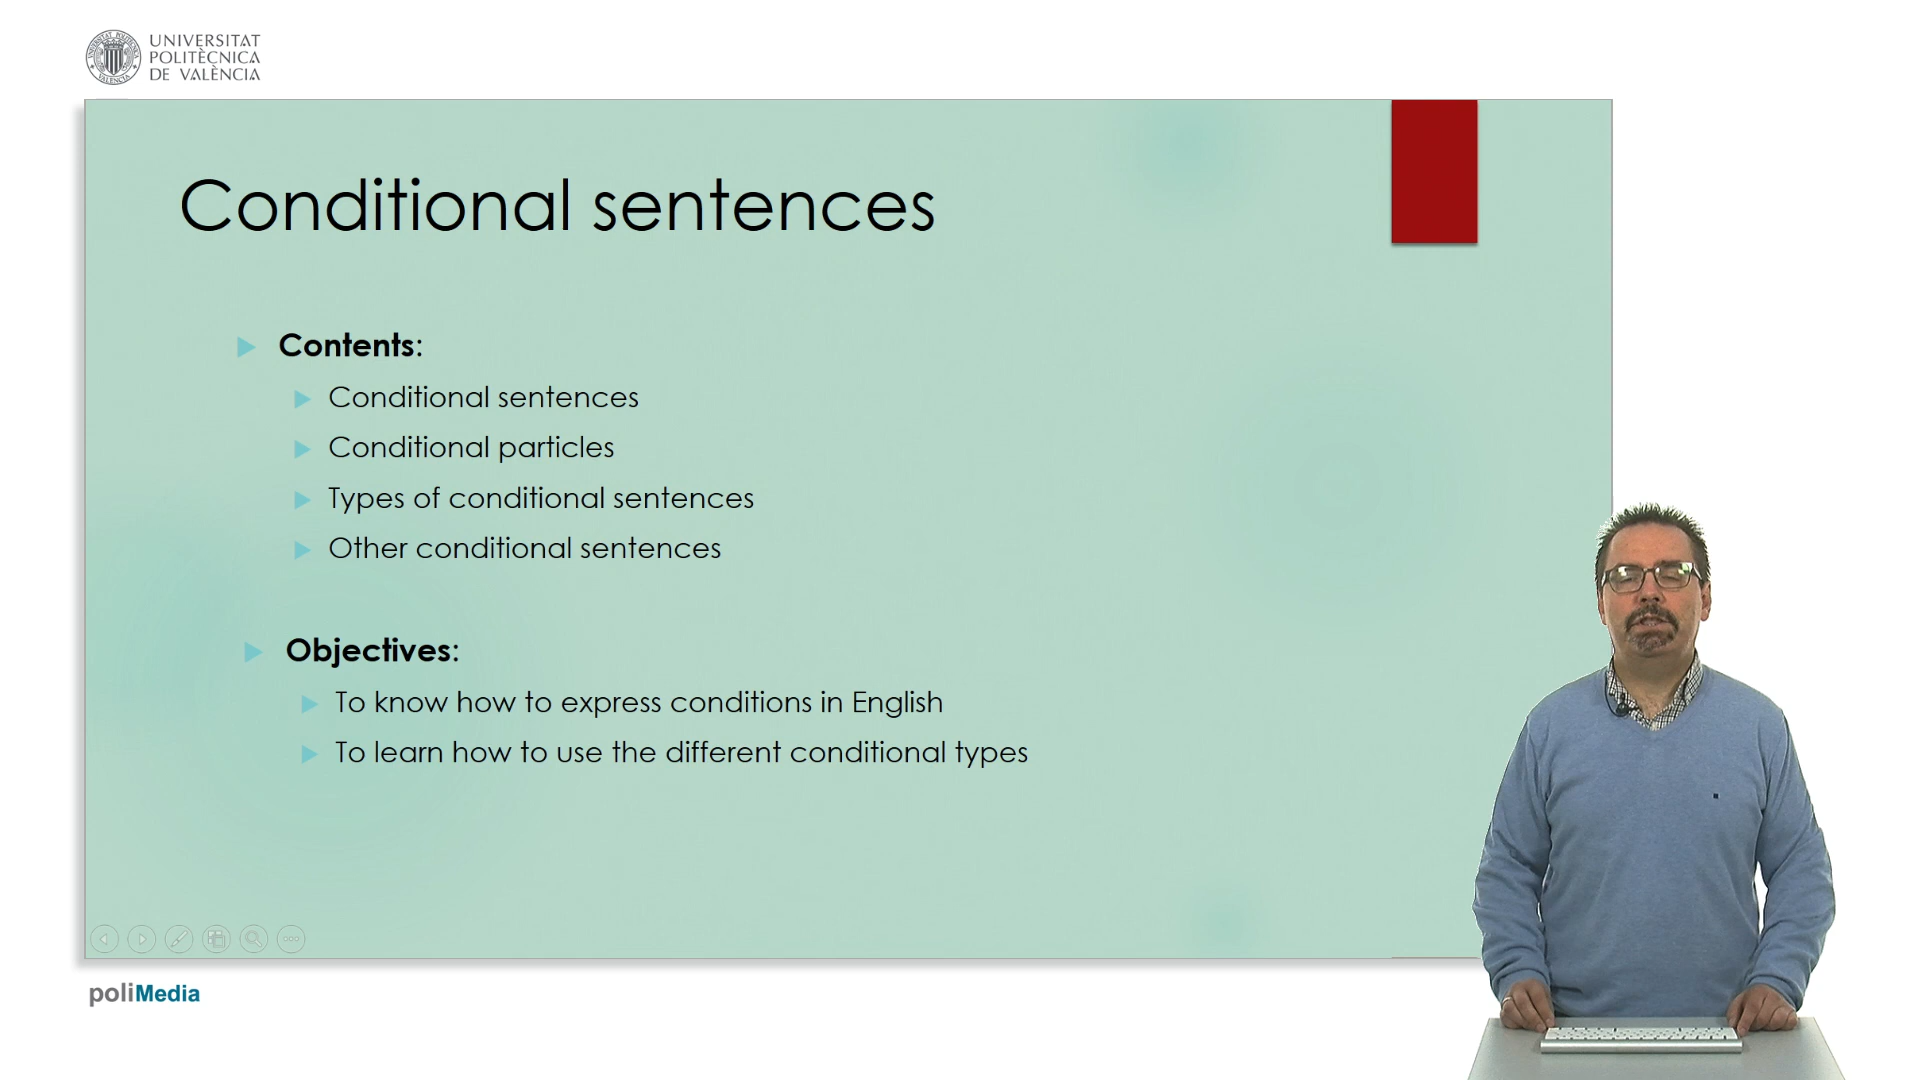 UNIVERSITAT
POLITÈCNICA
DE VALÈNCIA
Conditional sentences
Contents:
Conditional sentences
Conditional particles
Types of conditional sentences
Other conditional sentences
Objectives:
To know how to express conditions in English
To learn how to use the different conditional types
poliMedia